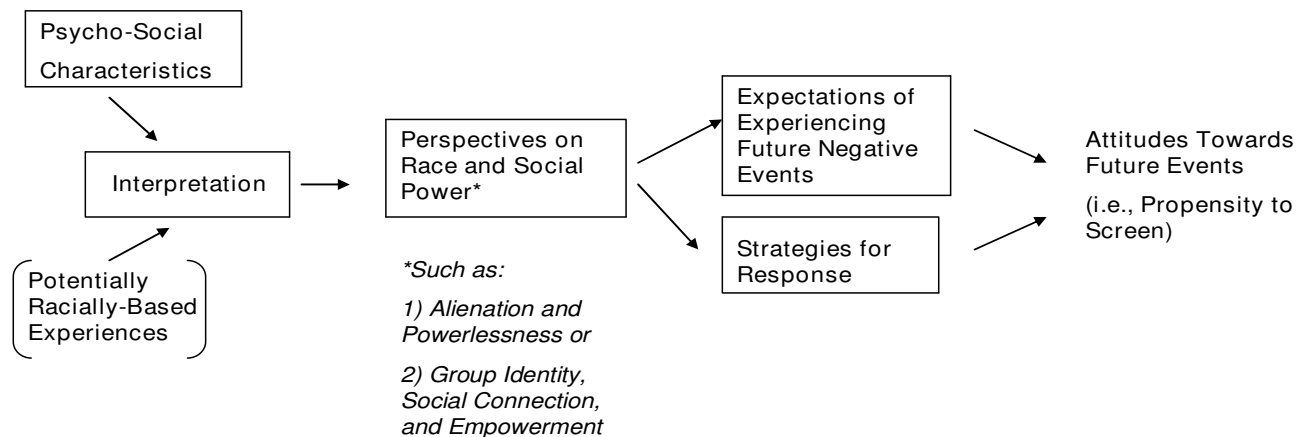 Psycho-Social
Characteristics
Interpretation
Potentially
Racially-Based
Experiences
Perspectives on
Race and Social
Power*
*Such as:
1) Alienation and
Powerlessness or
2) Group Identity,
Social Connection,
and Empowerment
Expectations of
Experiencing
Future Negative
Events
Strategies for
Response
Attitudes Towards
Future Events
(i.e., Propensity to
Screen)